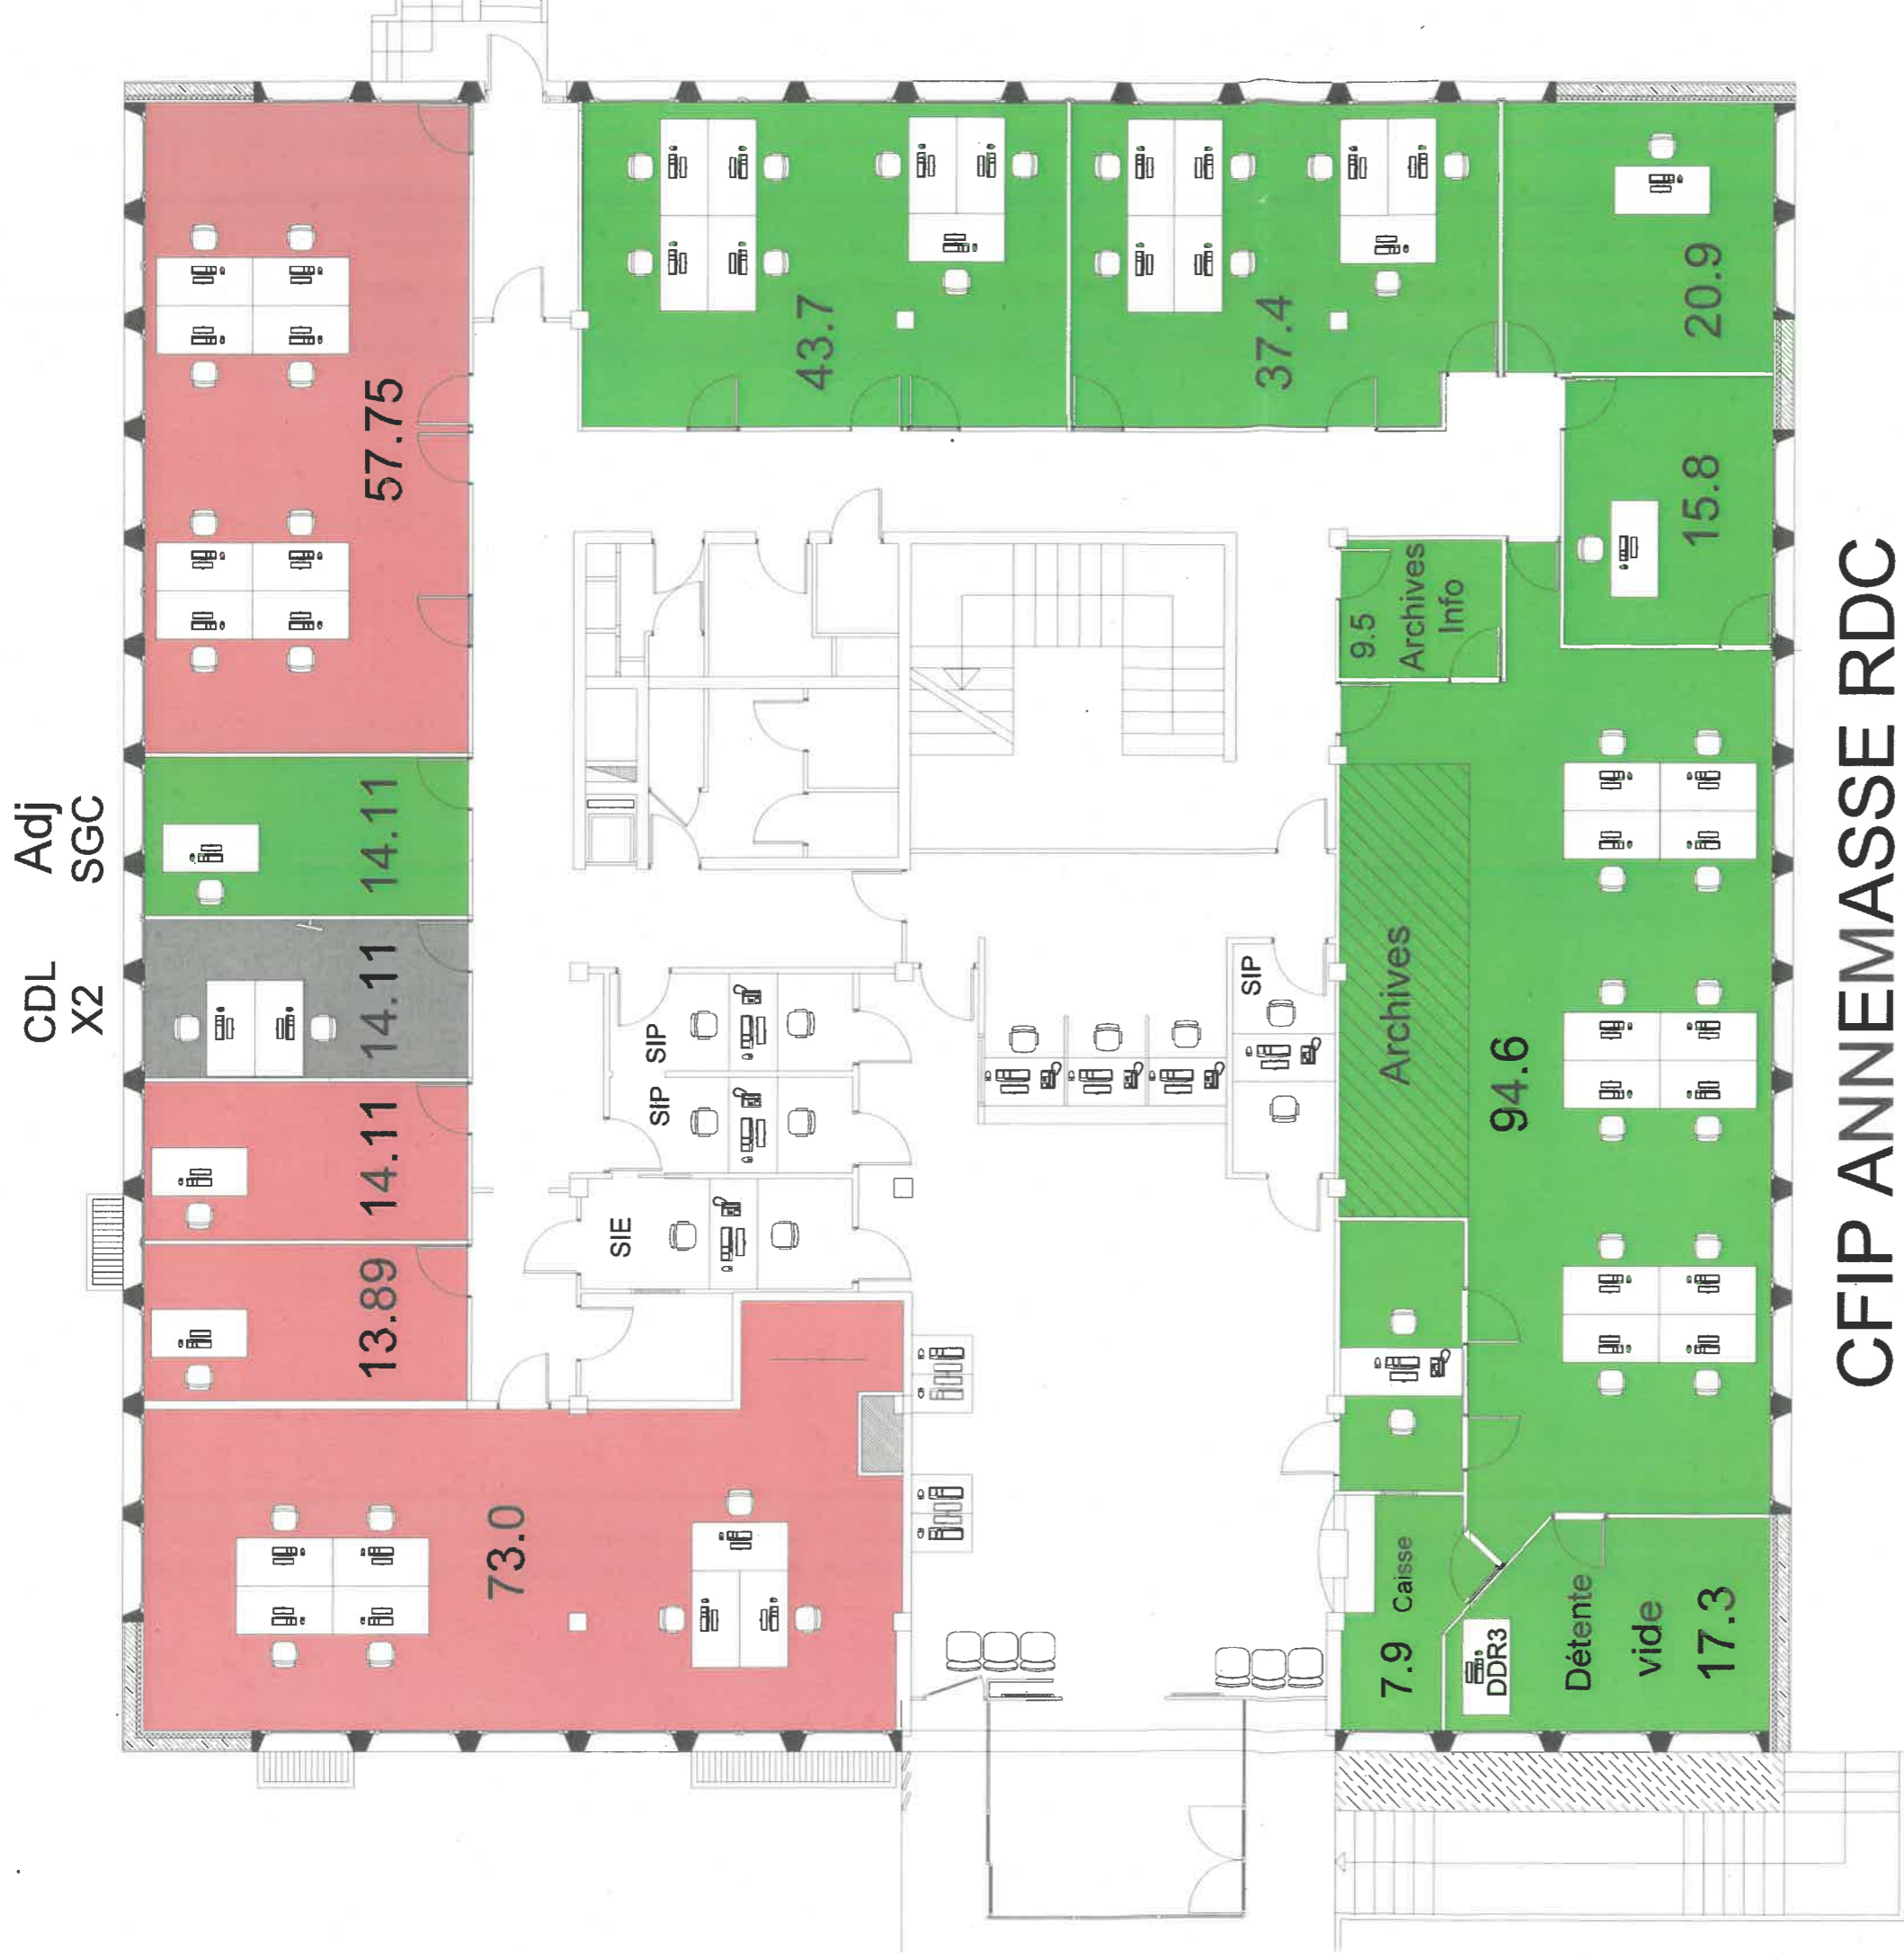 CDL
X2
Adj
SGC
73.0
13.89
14.11
14.11
14.11
57.75
SIE
SIP
SIP
SIP
43.7
37.4
20.9
15.8
9.5
Archives
Info
Archives
94.6
7.9
Caisse
DDR3
Détente
vide
17.3
CFIP ANNEMASSE RDC